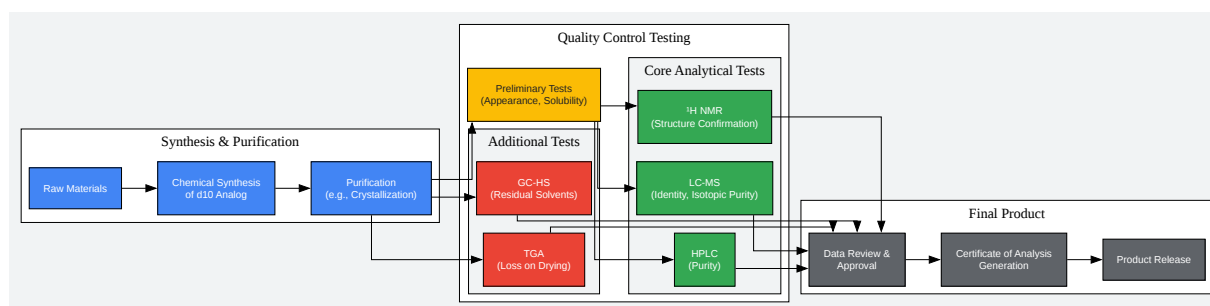 Quality Control Testing
Core Analytical Tests
Preliminary Tests
(Appearance, Solubility)
¹H NMR
(Structure Confirmation)
Synthesis & Purification
Additional Tests
Raw Materials
Chemical Synthesis
of d10 Analog
Purification
(e.g., Crystallization)
GC-HS
(Residual Solvents)
LC-MS
(Identity, Isotopic Purity)
TGA
(Loss on Drying)
HPLC
(Purity)
Final Product
Data Review &
Approval
Certificate of Analysis
Generation
Product Release